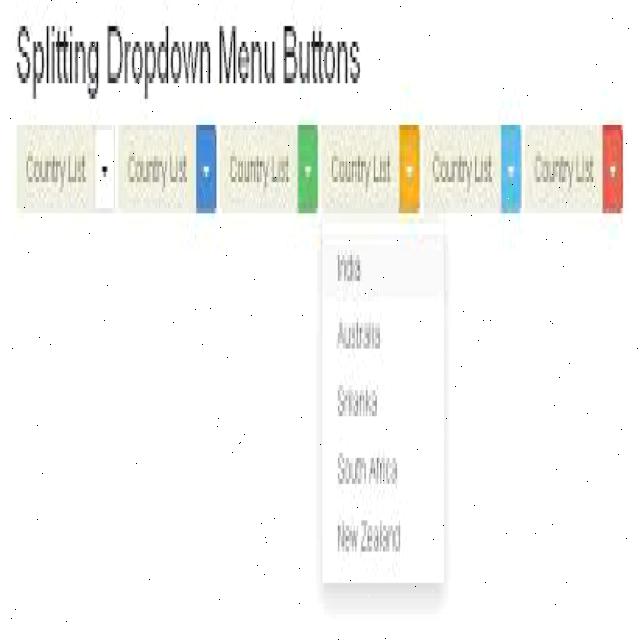 Splitting Dropdown Menu Buttons
Country List Country List Country List Country List Country List Country List
India
Australia
Srilanka
South Africa
New Zealand